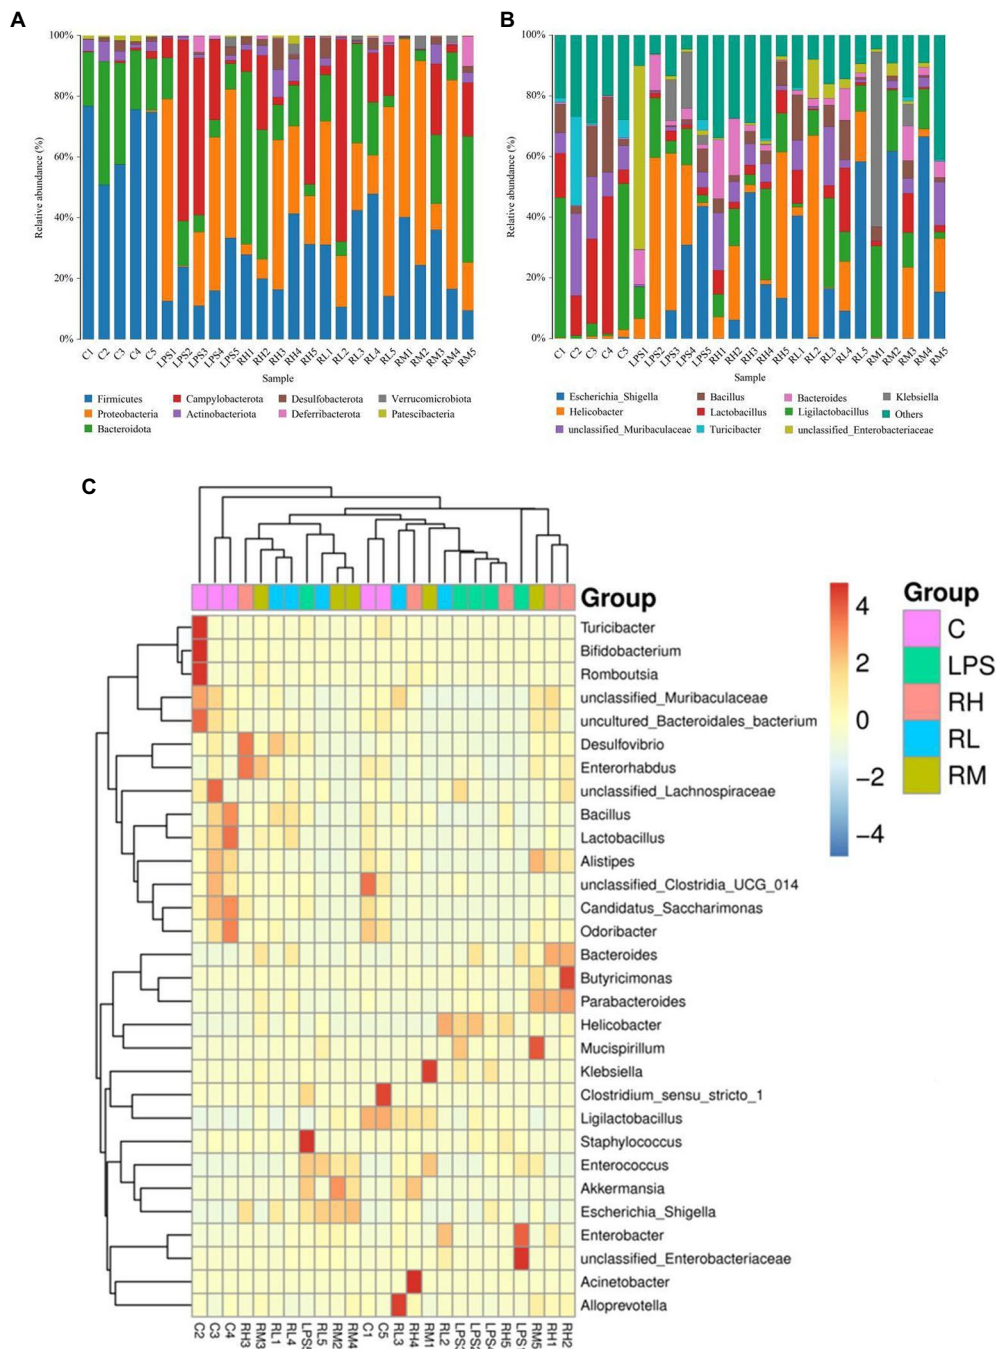 A
B
100%
80%
60%
40%
20%
0%
Relative abundance (%)
C1 C2 C3 C4 C5 LPS1 LPS2 LPS3 LPS4 LPS5 RH1 RH2 RH3 RH4 RH5 RL1 RL2 RL3 RL4 RL5 RM1 RM2 RM3 RM4 RM5
Sample
Firmicutes Campylobacterota Desulfobacterota Verrucomicrobiota
Proteobacteria Actinobacteriota Deferribacterota Patescibacteria
Bacteroidota
100%
80%
60%
40%
20%
0%
Relative abundance (%)
C1 C2 C3 C4 C5 LPS1 LPS2 LPS3 LPS4 LPS5 RH1 RH2 RH3 RH4 RH5 RL1 RL2 RL3 RL4 RL5 RM1 RM2 RM3 RM4 RM5
Sample
Escherichia_Shigella Bacillus Bacteroides Klebsiella
Helicobacter Lactobacillus Ligilactobacillus Others
unclassified_Muribaculaceae Turicibacter unclassified_Enterobacteriaceae
C
Group
Turicibacter
Bifidobacterium
Romboutsia
unclassified_Muribaculaceae
uncultured_Bacteroidales_bacterium
Desulfovibrio
Enterorhabdus
unclassified_Lachnospiraceae
Bacillus
Lactobacillus
Alistipes
unclassified_Clostridia_UCG_014
Candidatus_Saccharimonas
Odoribacter
Bacteroides
Butyricimonas
Parabacteroides
Helicobacter
Mucispirillum
Klebsiella
Clostridium_sensu_stricto_1
Ligilactobacillus
Staphylococcus
Enterococcus
Akkermansia
Escherichia_Shigella
Enterobacter
unclassified_Enterobacteriaceae
Acinetobacter
Alloprevotella
C2 C3 C4 RH3 RM3 RL1 RL4 RL5 RM2 RM4 C1 C5 RL3 RH4 RM1 RL2 RH5 RM5 RH1 RH2
4
2
0
−2
−4
Group
C
LPS
RH
RL
RM